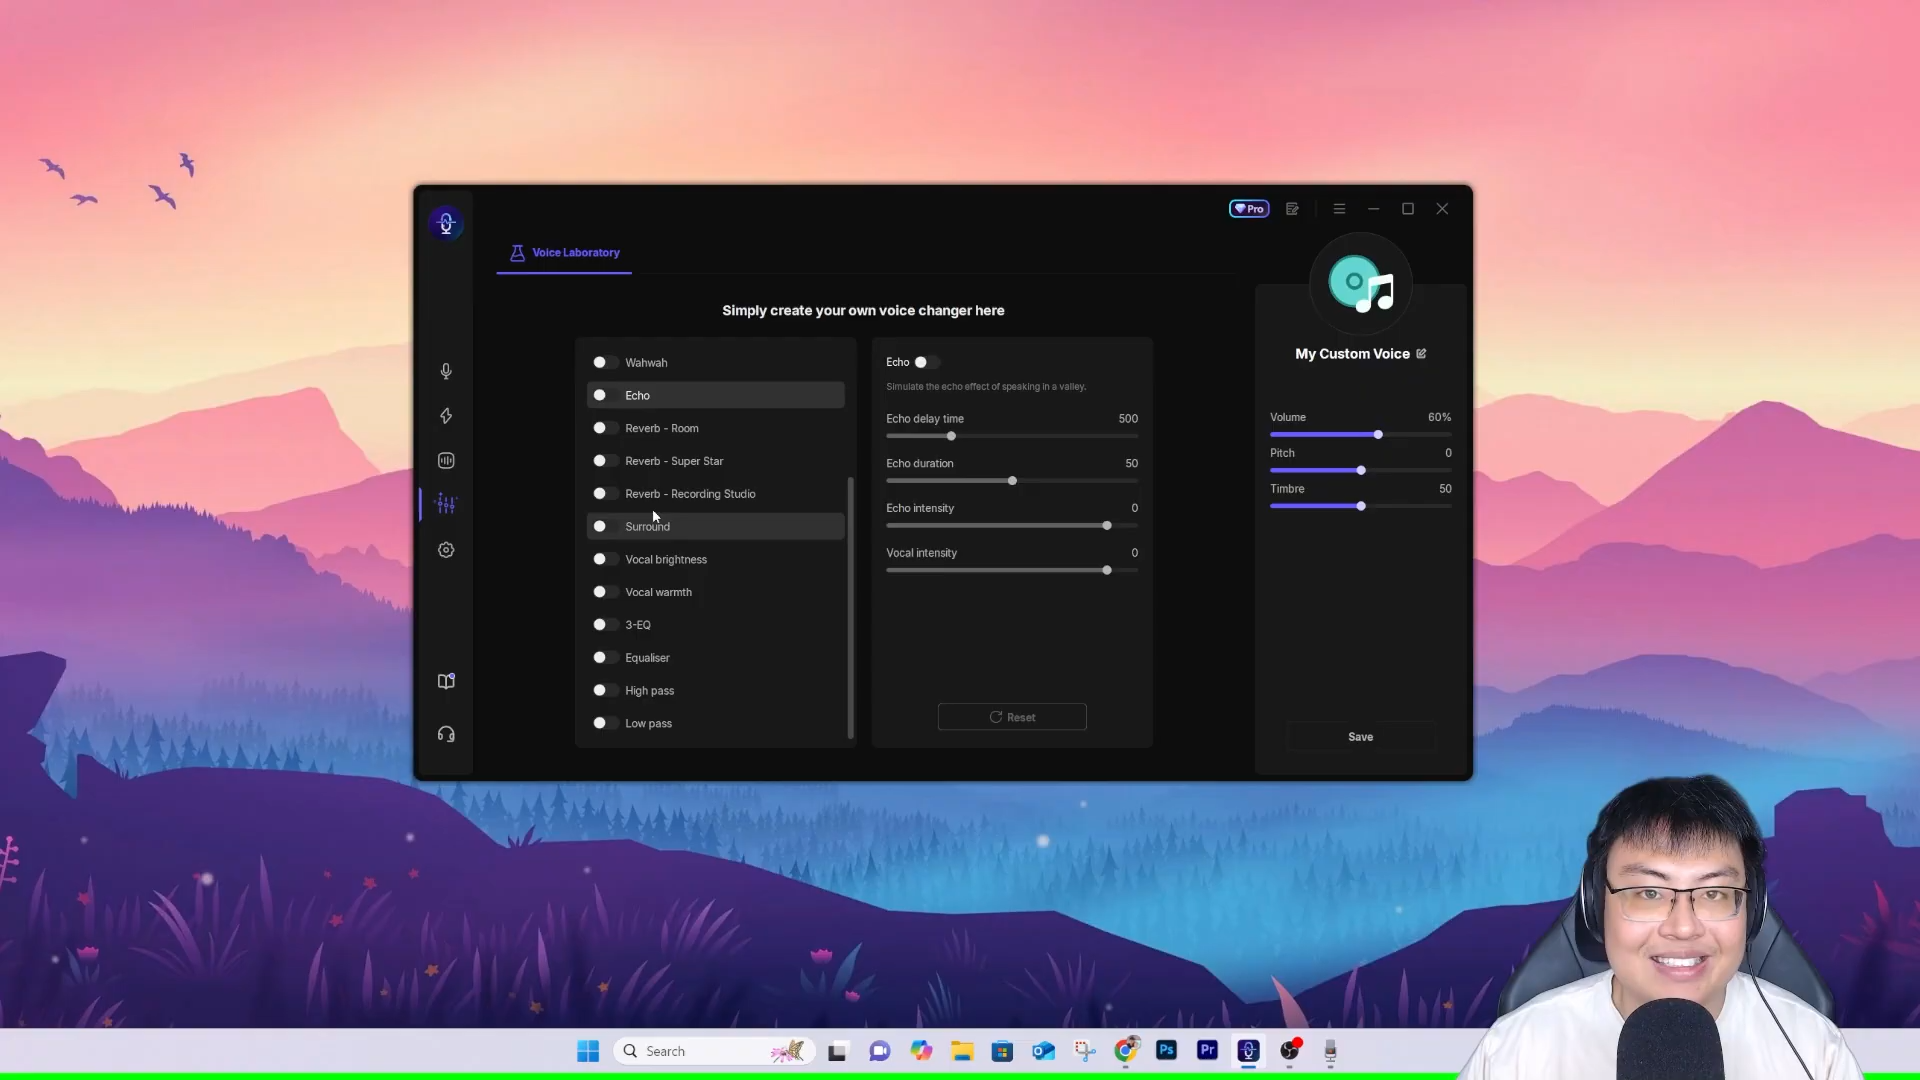 Pro
Voice Laboratory
Simply create your own voice changer here
Wahwah
Echo
Reverb - Room
Reverb - Super Star
Reverb - Recording Studio
Surround
Vocal brightness
Vocal warmth
3-EQ
Equaliser
High pass
Low pass
Echo
Simulate the echo effect of speaking in a valley.
Echo delay time 500
Echo duration 50
Echo intensity 0
Vocal intensity 0
Reset
My Custom Voice
Volume 60%
Pitch 0
Timbre 50
Save
Search
Ps
Pr